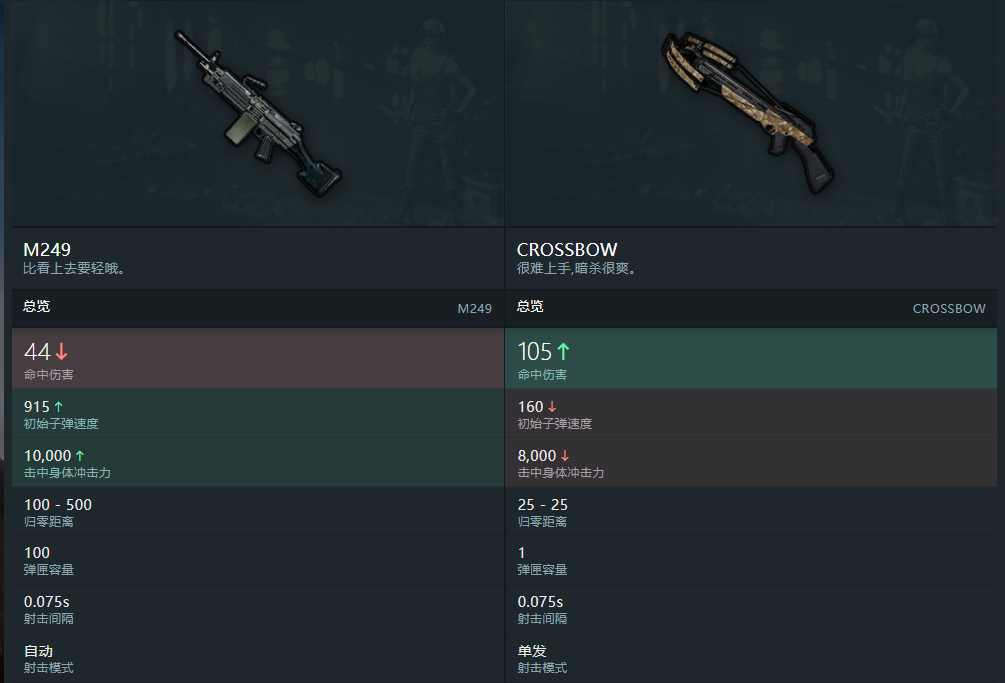 M249
比看上去要轻哦。
CROSSBOW
很难上手,暗杀很爽。
总览
M249
总览
CROSSBOW
44
命中伤害
105
命中伤害
915
初始子弹速度
160
初始子弹速度
10,000
击中身体冲击力
8,000
击中身体冲击力
100 - 500
归零距离
25 - 25
归零距离
100
弹匣容量
1
弹匣容量
0.075s
射击间隔
0.075s
射击间隔
自动
射击模式
单发
射击模式